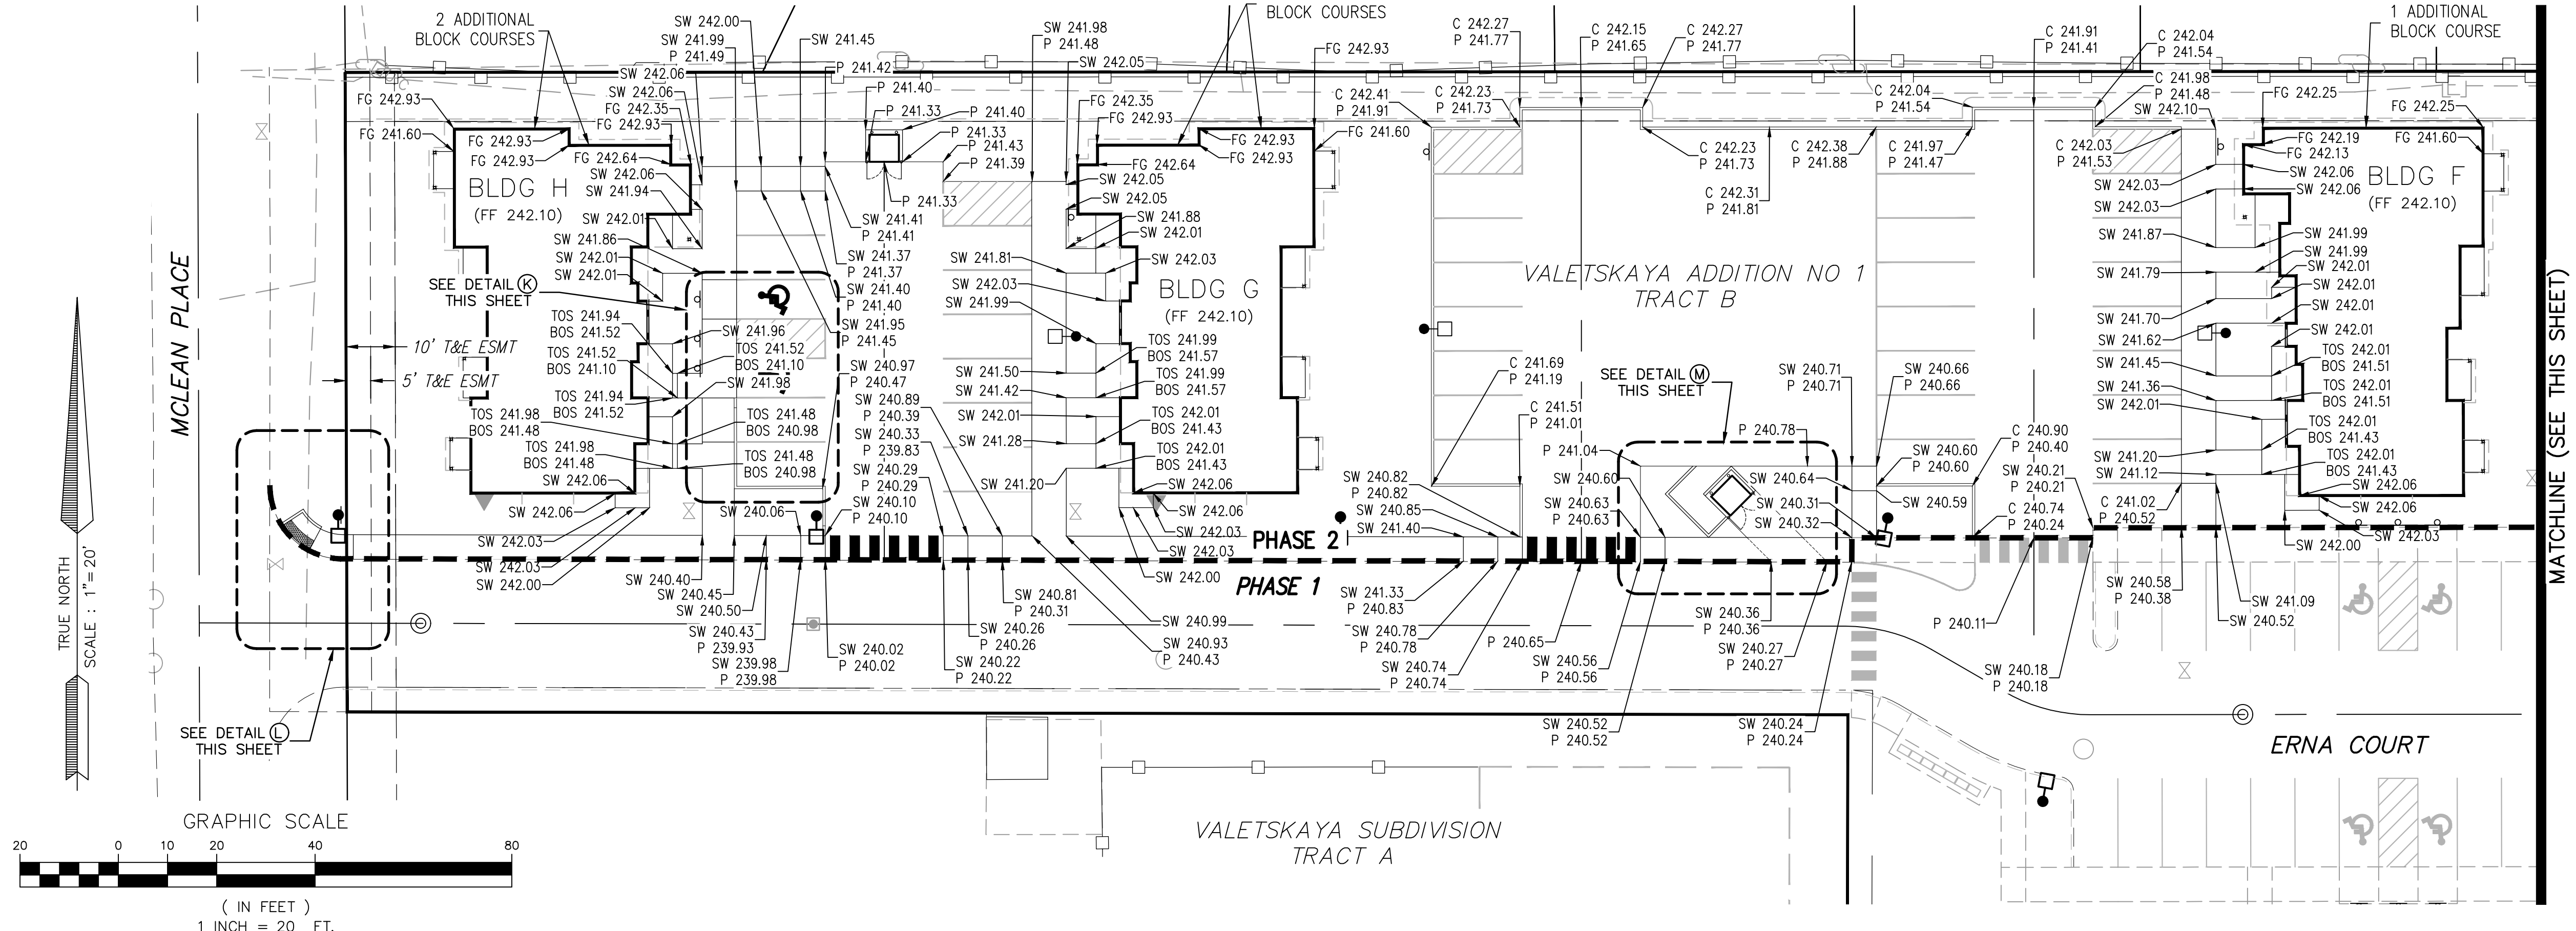 2 ADDITIONAL
BLOCK COURSES
SW 242.00
SW 241.99
P 241.49
SW 241.45
SW 242.06
P 241.42
SW 241.98
P 241.48
SW 242.05
BLOCK COURSES
FG 242.93
C 242.27
P 241.77
C 242.15
P 241.65
C 242.27
P 241.77
C 241.91
P 241.41
C 242.04
P 241.54
1 ADDITIONAL
BLOCK COURSE
FG 242.93
FG 241.60
FG 242.93
FG 242.93
SW 242.06
FG 242.35
FG 242.93
FG 242.64
SW 242.06
SW 241.94
P 241.40
P 241.33
P 241.40
P 241.33
P 241.43
P 241.39
P 241.33
FG 242.35
FG 242.93
FG 242.93
FG 242.93
FG 241.60
FG 242.64
SW 242.05
SW 242.05
C 242.41
P 241.91
C 242.23
P 241.73
C 242.23
P 241.73
C 242.38
P 241.88
C 242.31
P 241.81
C 242.04
P 241.54
C 241.97
P 241.47
C 241.98
P 241.48
SW 242.10
C 242.03
P 241.53
FG 242.25
FG 242.25
FG 242.19
FG 242.13
FG 241.60
SW 242.06
SW 242.06
BLDG H
(FF 242.10)
SW 242.01
SW 241.86
SW 242.01
SW 242.01
SEE DETAIL K
THIS SHEET
TOS 241.94
BOS 241.52
TOS 241.52
BOS 241.10
TOS 241.94
BOS 241.52
TOS 241.98
BOS 241.48
TOS 241.98
BOS 241.48
SW 242.06
SW 242.06
SW 242.03
SW 242.03
SW 242.00
SW 241.96
TOS 241.52
BOS 241.10
SW 241.98
TOS 241.48
BOS 240.98
TOS 241.48
BOS 240.98
SW 241.41
P 241.41
SW 241.37
P 241.37
SW 241.40
P 241.40
SW 241.95
P 241.45
SW 240.97
P 240.47
SW 240.89
P 240.39
SW 240.33
P 239.83
SW 240.29
P 240.29
SW 240.10
P 240.10
SW 240.06
SW 240.40
SW 240.45
SW 240.50
SW 240.43
P 239.93
SW 239.98
P 239.98
SW 240.02
P 240.02
SW 240.22
P 240.22
SW 240.26
P 240.26
SW 240.81
P 240.31
SW 240.99
SW 240.93
P 240.43
BLDG G
(FF 242.10)
SW 241.88
SW 242.01
SW 241.81
SW 242.03
SW 242.03
SW 241.99
TOS 241.99
BOS 241.57
SW 241.50
TOS 241.99
BOS 241.57
SW 241.42
SW 242.01
TOS 242.01
BOS 241.43
SW 241.28
TOS 242.01
BOS 241.43
SW 241.20
SW 242.06
SW 242.06
SW 242.03
SW 242.03
SW 242.00
PHASE 2
PHASE 1
VALETSKAYA ADDITION NO 1
TRACT B
C 241.69
P 241.19
C 241.51
P 241.01
SEE DETAIL M
THIS SHEET
P 241.04
P 240.78
SW 240.71
P 240.71
SW 240.66
P 240.66
SW 240.60
P 240.60
SW 240.59
SW 240.64
SW 240.31
SW 240.32
SW 240.60
SW 240.63
P 240.63
SW 240.82
P 240.82
SW 240.85
SW 241.40
SW 241.33
P 240.83
SW 240.78
P 240.78
SW 240.74
P 240.74
P 240.65
SW 240.56
P 240.56
SW 240.52
P 240.52
SW 240.36
P 240.36
SW 240.27
P 240.27
SW 240.24
P 240.24
C 240.90
P 240.40
SW 240.21
P 240.21
C 240.74
P 240.24
C 241.02
P 240.52
P 240.11
SW 240.18
P 240.18
SW 240.58
P 240.38
SW 241.09
SW 240.52
BLDG F
(FF 242.10)
SW 242.03
SW 242.03
SW 241.87
SW 241.99
SW 241.99
SW 241.79
SW 242.01
SW 242.01
SW 241.70
SW 241.62
SW 242.01
SW 241.45
TOS 242.01
BOS 241.51
SW 241.36
TOS 242.01
BOS 241.51
SW 242.01
TOS 242.01
BOS 241.43
SW 241.20
TOS 242.01
BOS 241.43
SW 241.12
SW 242.06
SW 242.06
SW 242.03
SW 242.00
MATCHLINE (SEE THIS SHEET)
MCLEAN PLACE
10' T&E ESMT
5' T&E ESMT
TRUE NORTH
SCALE : 1"= 20'
SEE DETAIL L
THIS SHEET
ERNA COURT
VALETSKAYA SUBDIVISION
TRACT A
GRAPHIC SCALE
20 0 10 20 40 80
( IN FEET )
1 INCH = 20 FT.